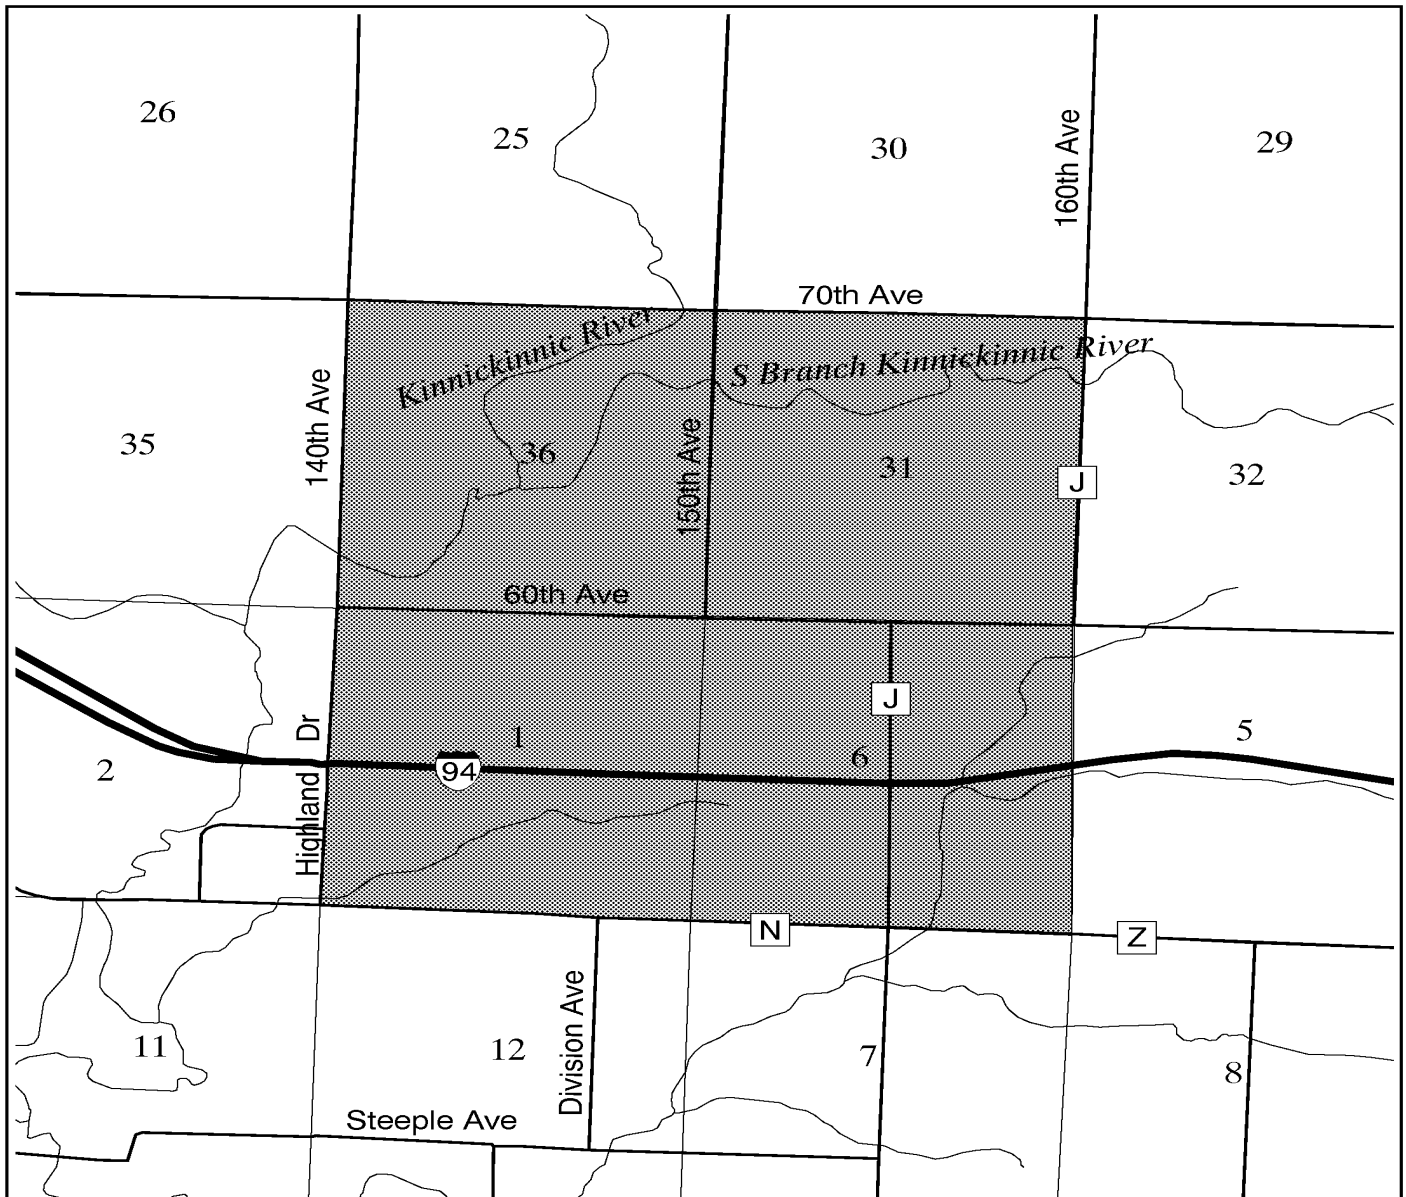 26
25
30
29
160th Ave
70th Ave
Kinnickinnic River
S Branch Kinnickinnic River
140th Ave
35
36
150th Ave
31
J
32
60th Ave
J
Highland Dr
1
2
94
6
5
N
Z
Division Ave
11
12
7
8
Steeple Ave